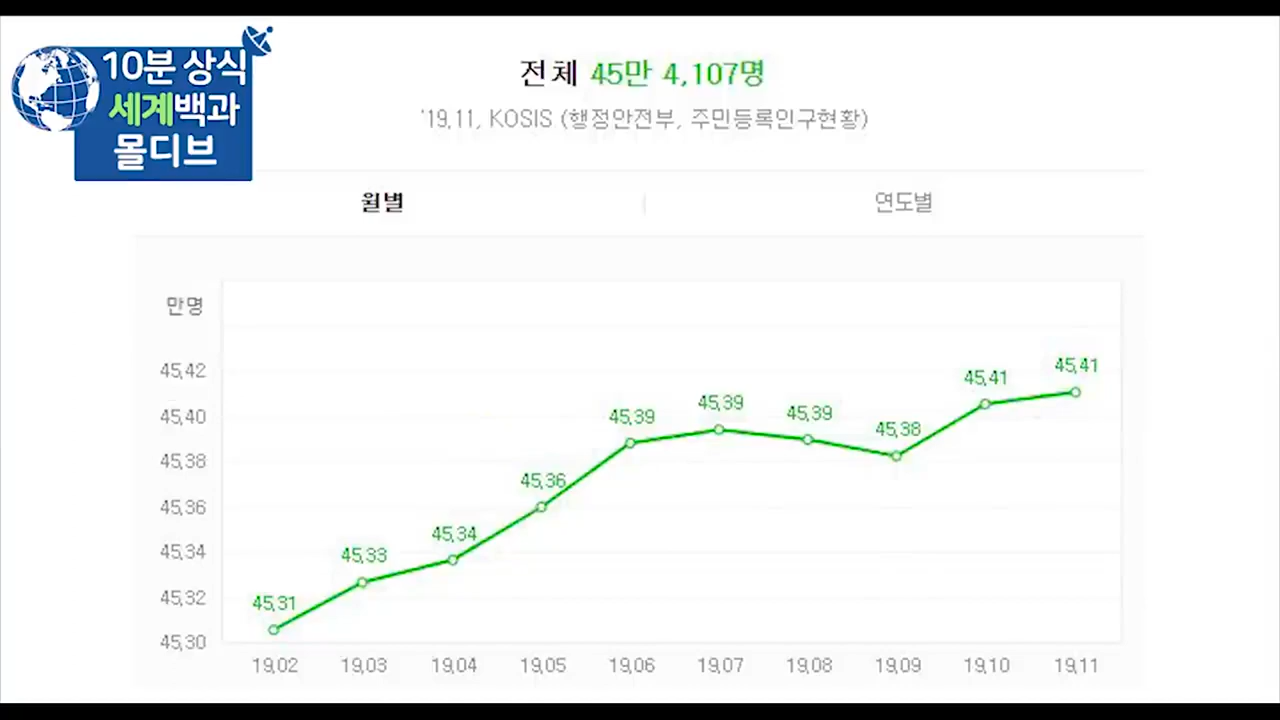 10분 상식
세계백과
몰디브
전체 45만 4,107명
'19.11, KOSIS (행정안전부, 주민등록인구현황)
월별
연도별
만명
45,42
45,40
45,38
45,36
45,34
45,32
45,30
45,31
45,33
45,34
45,36
45,39
45,39
45,39
45,38
45,41
45,41
19,02 19,03 19,04 19,05 19,06 19,07 19,08 19,09 19,10 19,11